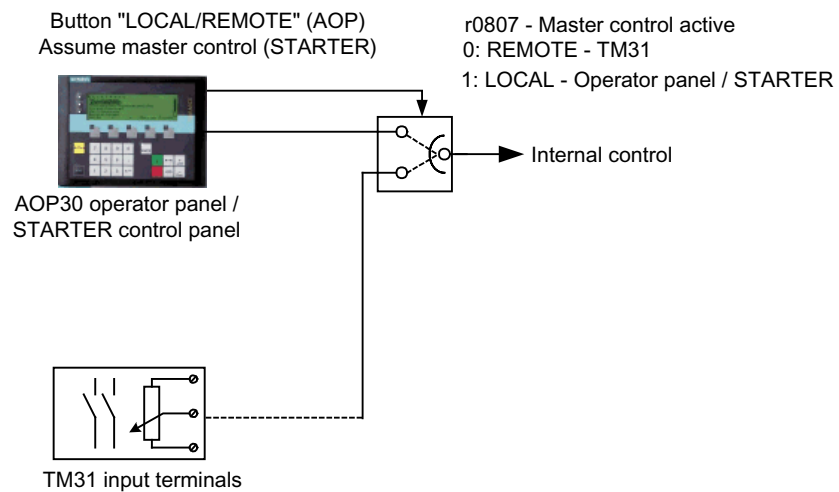 Button "LOCAL/REMOTE" (AOP)
Assume master control (STARTER)
r0807 - Master control active
0: REMOTE - TM31
1: LOCAL - Operator panel / STARTER
Internal control
AOP30 operator panel /
STARTER control panel
TM31 input terminals